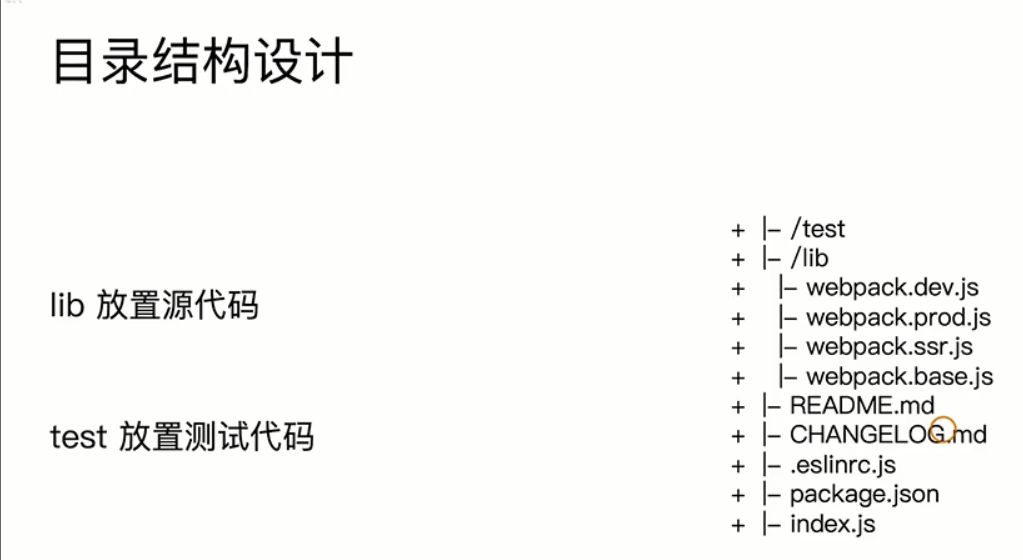 目录结构设计
lib 放置源代码
test 放置测试代码
+ |– /test
+ |– /lib
+ |– webpack.dev.js
+ |– webpack.prod.js
+ |– webpack.ssr.js
+ |– webpack.base.js
+ |– README.md
+ |– CHANGELOG.md
+ |– .eslinrc.js
+ |– package.json
+ |– index.js